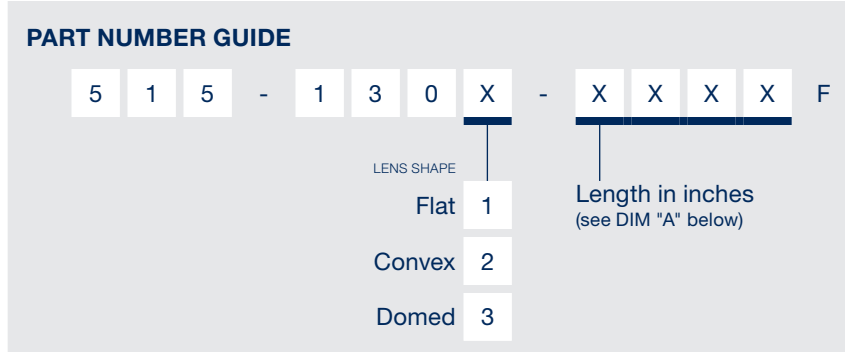 PART NUMBER GUIDE
5 1 5 - 1 3 0 X - X X X X F
LENS SHAPE
Flat 1
Convex 2
Domed 3
Length in inches
(see DIM "A" below)